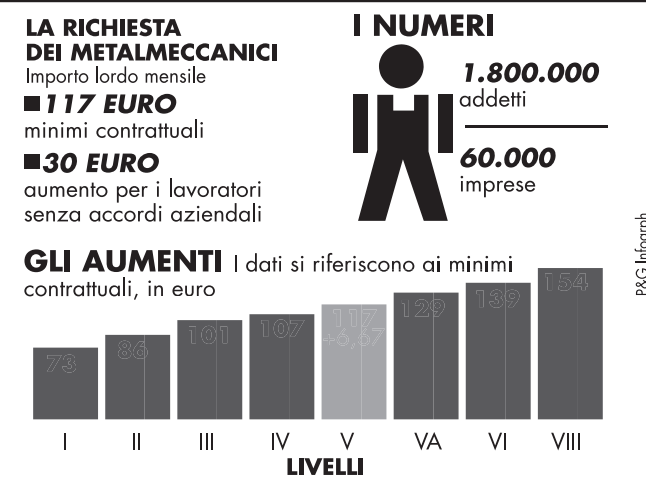 LA RICHIESTA
DEI METALMECCANICI
Importo lordo mensile
■117 EURO
minimi contrattuali
■30 EURO
aumento per i lavoratori
senza accordi aziendali
I NUMERI
1.800.000
addetti
60.000
imprese
P&G Infograph
GLI AUMENTI I dati si riferiscono ai minimi
contrattuali, in euro
73
86
101
107
117
+6,67
129
139
154
I II III IV V VA VI VIII
LIVELLI